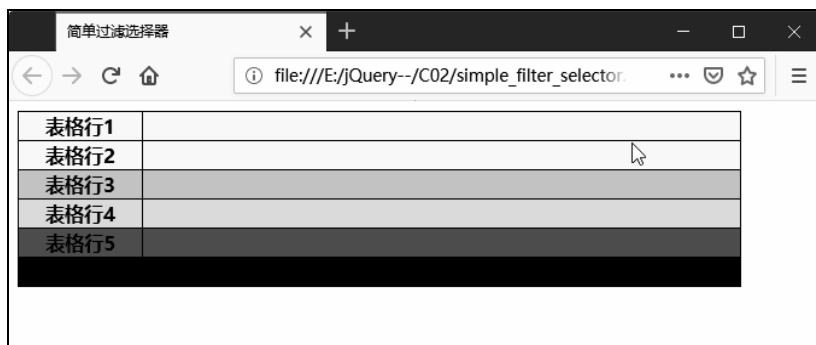 简单过滤选择器
file:///E:/jQuery--/C02/simple_filter_selector.
表格行1
表格行2
表格行3
表格行4
表格行5